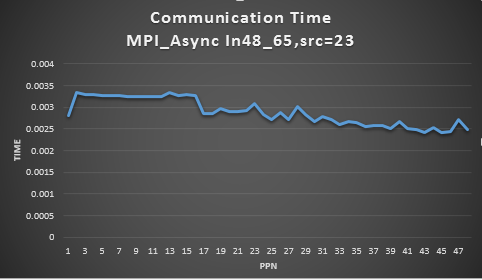 Communication Time
MPI_Async In48_65,src=23
0.004
0.0035
0.003
0.0025
0.002
0.0015
0.001
0.0005
0
TIME
1 3 5 7 9 11 13 15 17 19 21 23 25 27 29 31 33 35 37 39 41 43 45 47
PPN